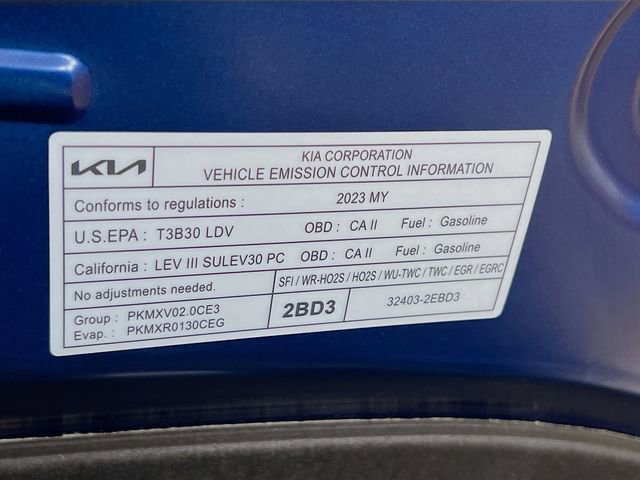 KIA
KIA CORPORATION
VEHICLE EMISSION CONTROL INFORMATION
Conforms to regulations : 2023 MY
U.S.EPA : T3B30 LDV OBD : CA II Fuel : Gasoline
California : LEV III SULEV30 PC OBD : CA II Fuel : Gasoline
No adjustments needed. SFI / WR-HO2S / HO2S / WU-TWC / TWC / EGR / EGRC
Group : PKMXV02.0CE3
Evap. : PKMXR0130CEG
2BD3
32403-2EBD3